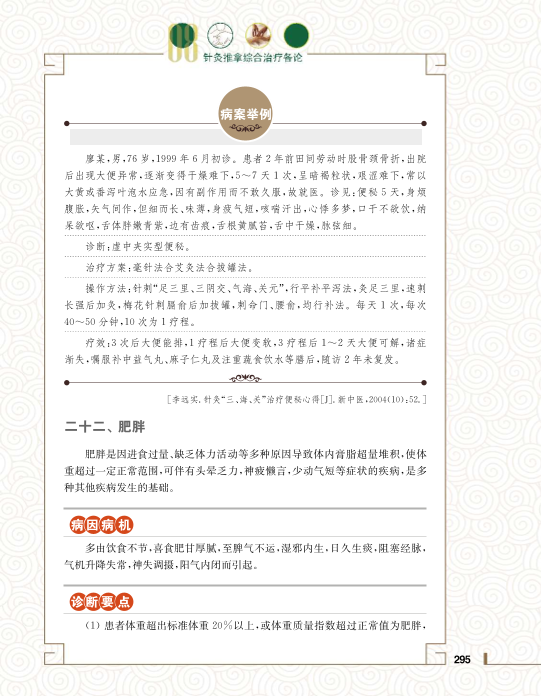 08
针灸推拿综合治疗备论
病案举例
廖某,男,76岁,1999年6月初诊。患者2年前田间劳动时股骨颈骨折,出院
后出现大便异常,逐渐变得干燥难下,5～7天1次,呈暗褐粒状,艰涩难下,常以
大黄或番泻叶泡水应急,因有副作用而不敢久服,故就医。诊见:便秘5天,身烦
腹胀,矢气间作,但细而长、味薄,身疲气短,咳喘汗出,心悸多梦,口干不欲饮,纳
呆欲呕,舌体胖嫩青紫,边有齿痕,舌根黄腻苔,舌中干燥,脉弦细。
诊断:虚中夹实型便秘。
治疗方案:毫针法合艾灸法合拔罐法。
操作方法:针刺“足三里、三阴交、气海、关元”,行平补平泻法,灸足三里,速刺
长强后加灸,梅花针刺膈俞后加拔罐,刺命门、腰俞,均行补法。每天1次,每次
40～50分钟,10次为1疗程。
疗效:3次后大便能排,1疗程后大便变软,3疗程后1～2天大便可解,诸症
渐失,嘱服补中益气丸、麻子仁丸及注重蔬食饮水等膳后,随访2年未复发。
[李远实.针灸“三、海、关”治疗便秘心得[J].新中医,2004(10):52.]
二十二、肥胖
肥胖是因进食过量、缺乏体力活动等多种原因导致体内膏脂超量堆积,使体
重超过一定正常范围,可伴有头晕乏力,神疲懒言,少动气短等症状的疾病,是多
种其他疾病发生的基础。
病因病机
多由饮食不节,喜食肥甘厚腻,至脾气不运,湿邪内生,日久生痰,阻塞经脉,
气机升降失常,神失调摄,阳气内闭而引起。
诊断要点
(1) 患者体重超出标准体重20%以上,或体重质量指数超过正常值为肥胖,
295